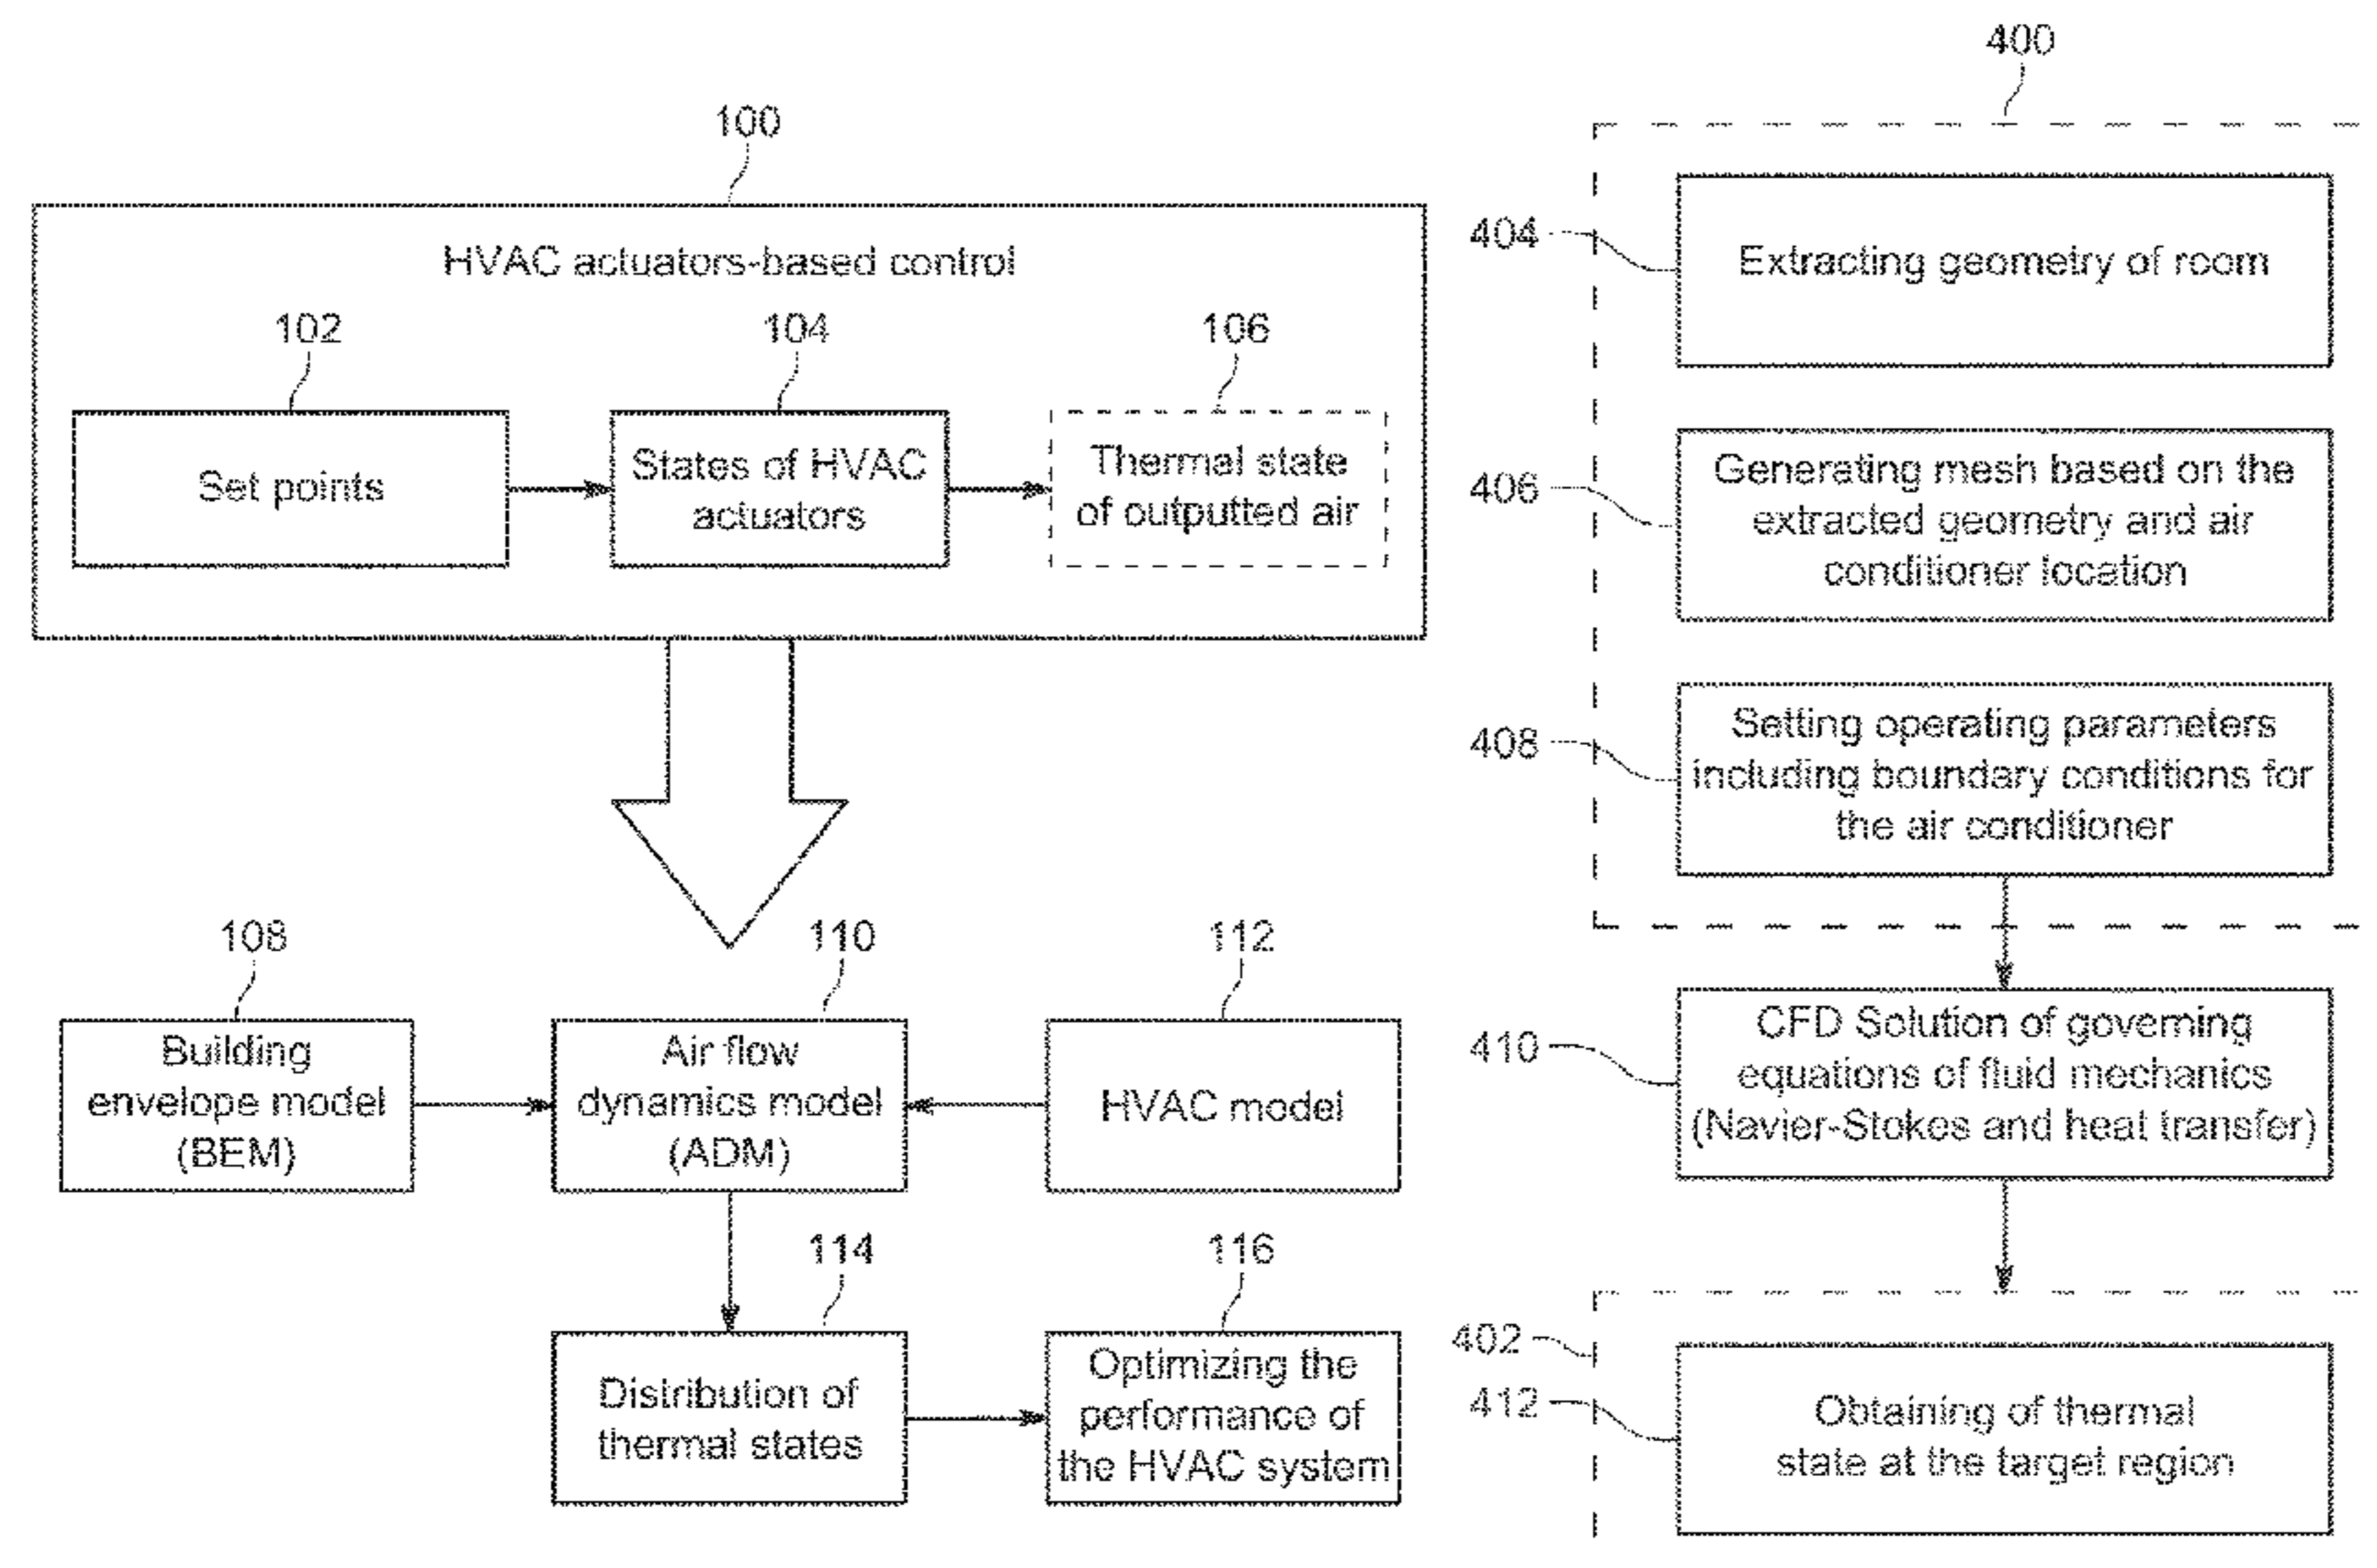 100
HVAC actuators-based control
102
104
106
Set points
States of HVAC
actuators
Thermal state
of outputted air
108
110
112
Building
envelope model
(BEM)
Air flow
dynamics model
(ADM)
HVAC model
114
116
Distribution of
thermal states
Optimizing the
performance of
the HVAC system
400
404
Extracting geometry of room
406
Generating mesh based on the
extracted geometry and air
conditioner location
408
Setting operating parameters
including boundary conditions for
the air conditioner
410
CFD Solution of governing
equations of fluid mechanics
(Navier-Stokes and heat transfer)
402
412
Obtaining of thermal
state at the target region